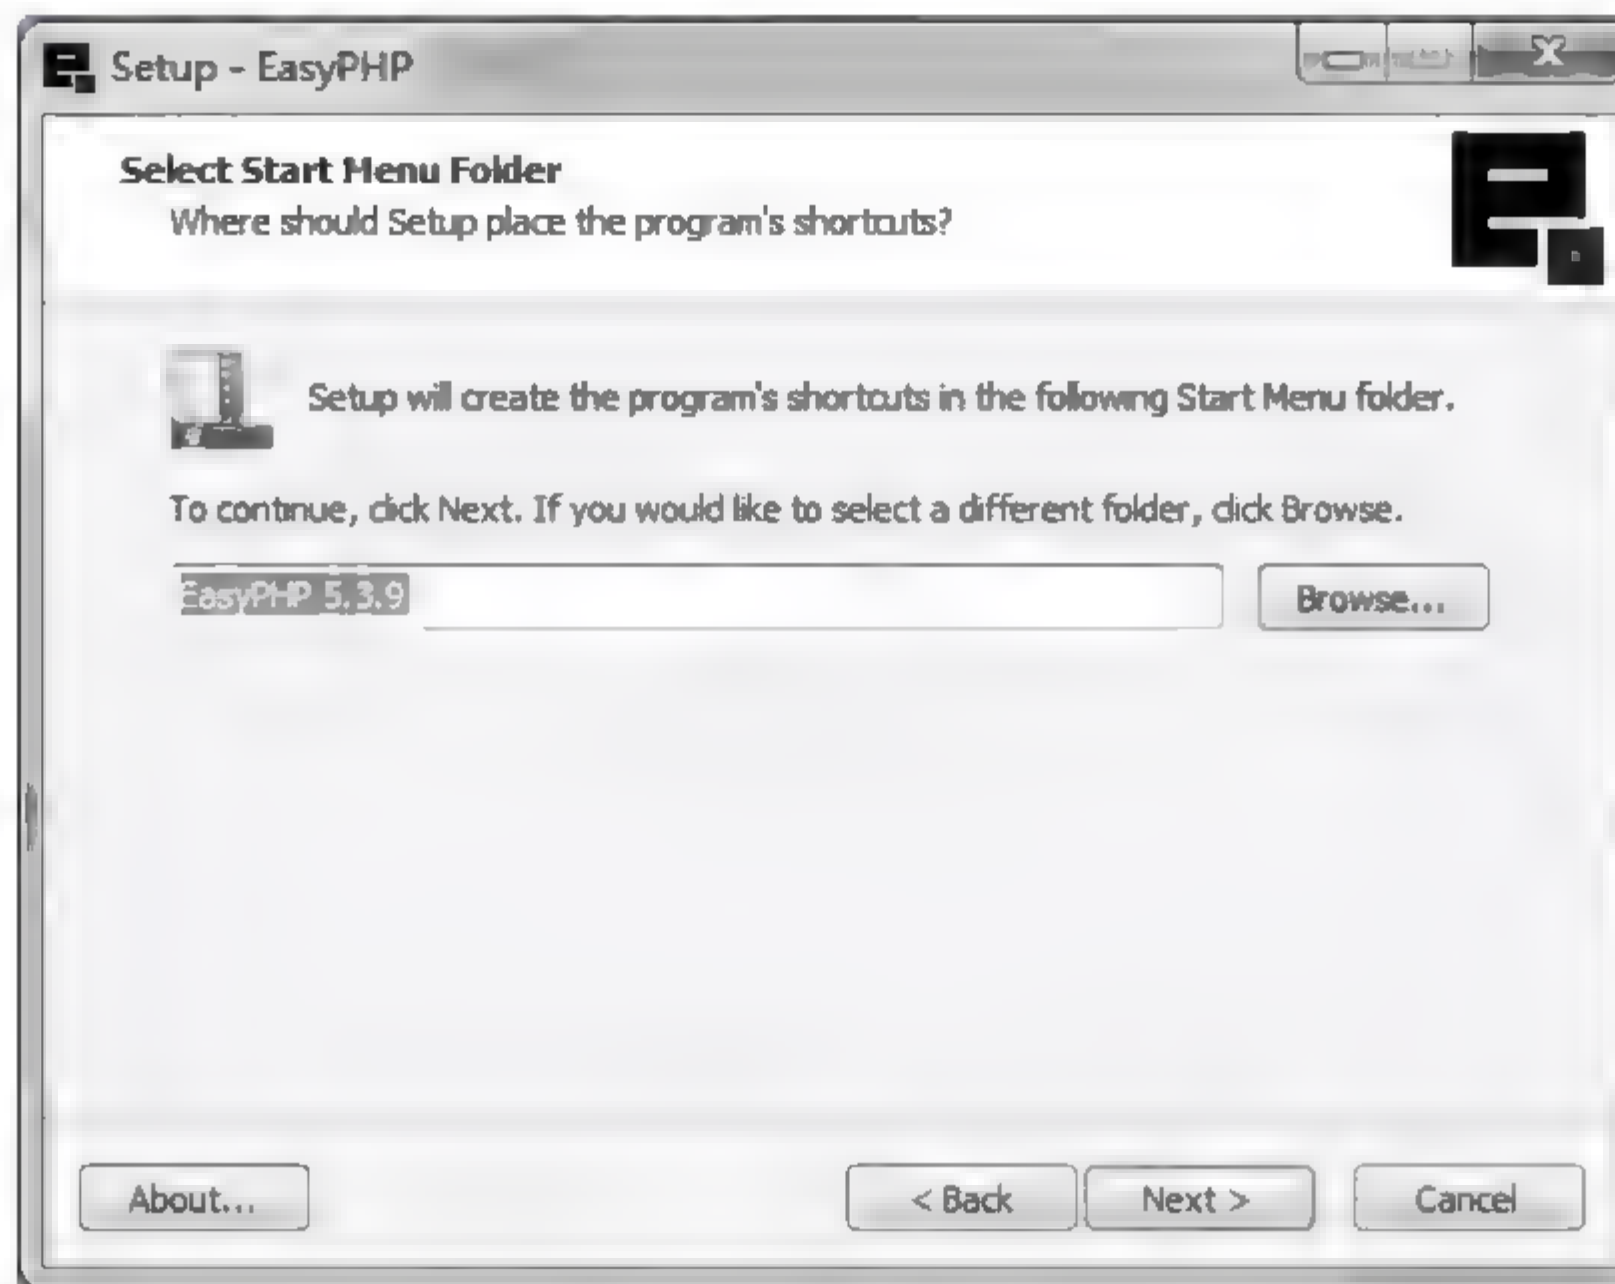 Setup - EasyPHP
Select Start Menu Folder
Where should Setup place the program's shortcuts?
Setup will create the program's shortcuts in the following Start Menu folder.
To continue, click Next. If you would like to select a different folder, click Browse.
EasyPHP 5.3.9
Browse...
About...
< Back
Next >
Cancel